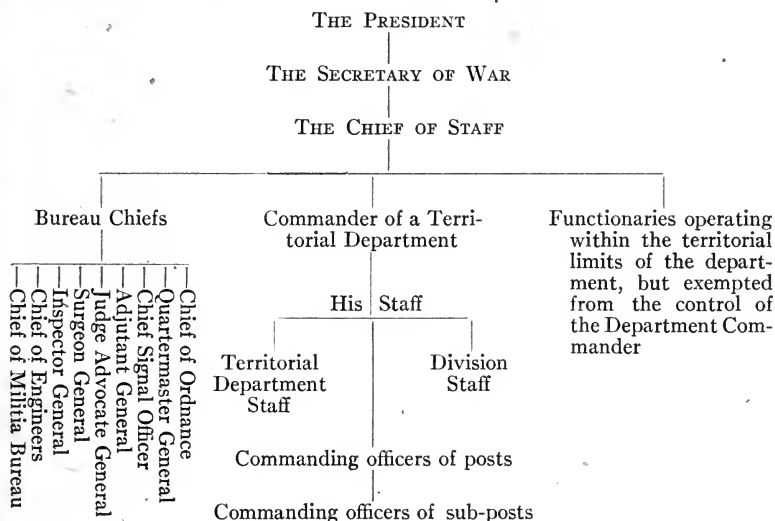 THE PRESIDENT
THE SECRETARY OF WAR
THE CHIEF OF STAFF
Bureau Chiefs
Chief of Militia Bureau
Chief of Engineers
Inspector General
Surgeon General
Judge Advocate General
Adjutant General
Chief Signal Officer
Quartermaster General
Chief of Ordnance
Commander of a Terri-
torial Department
His Staff
Territorial
Department
Staff
Division
Staff
Commanding officers of posts
Commanding officers of sub-posts
Functionaries operating
within the territorial
limits of the depart-
ment, but exempted
from the control of
the Department Com-
mander